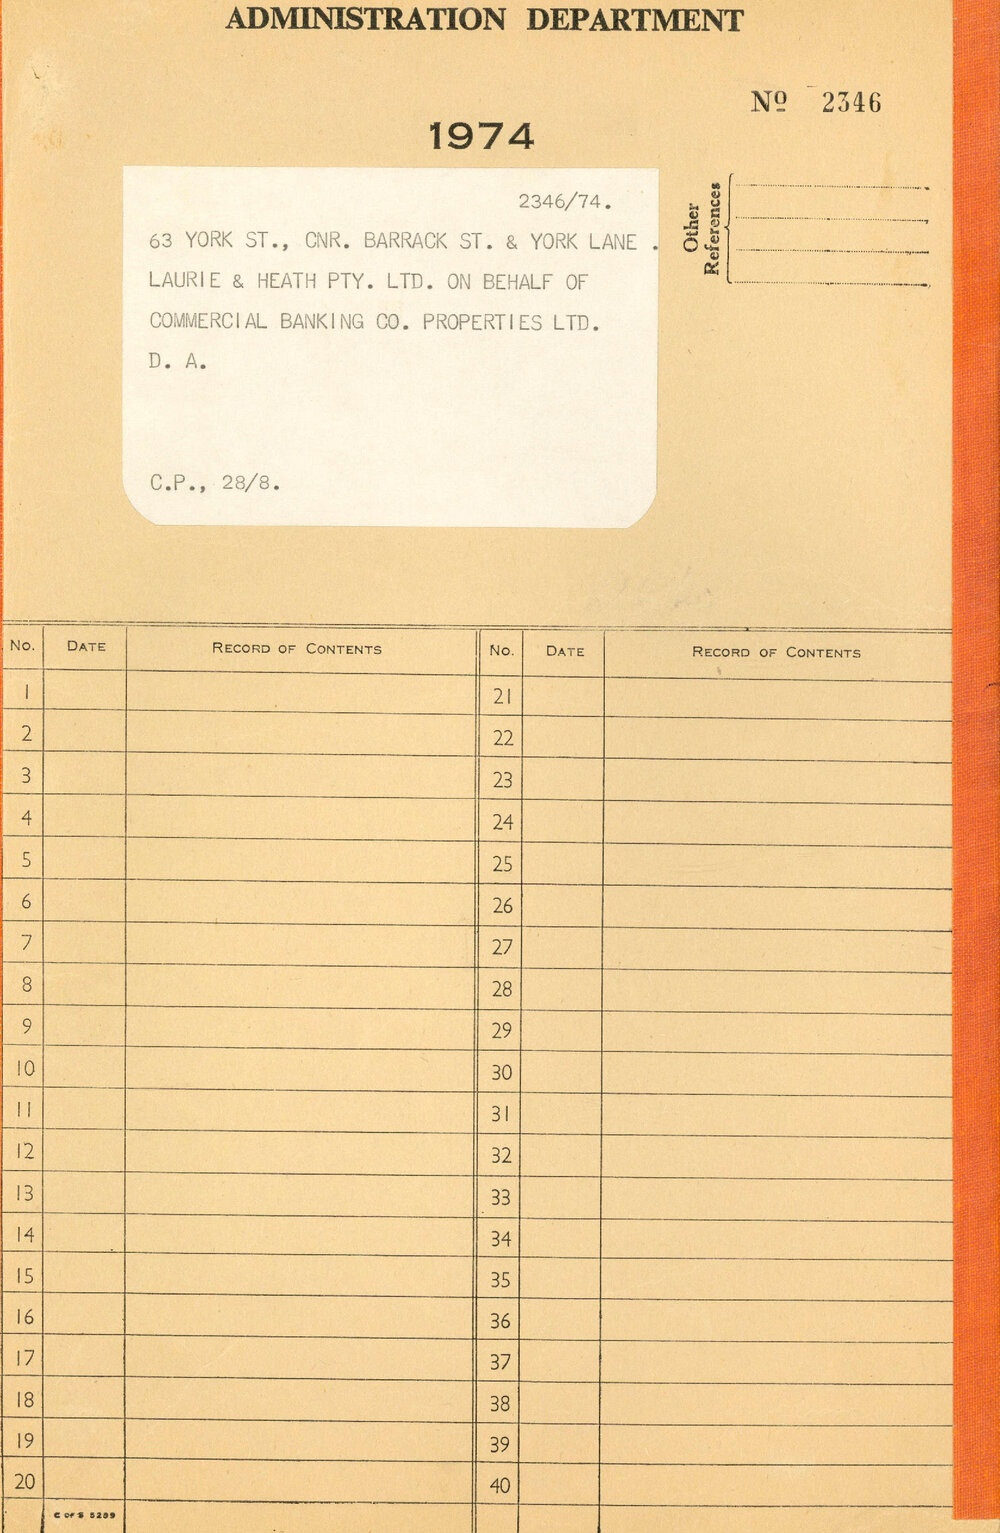 ADMINISTRATION DEPARTMENT
Nº 2346
1974
Other References
2346/74.
63 YORK ST., CNR. BARRACK ST. & YORK LANE .
LAURIE & HEATH PTY. LTD. ON BEHALF OF
COMMERCIAL BANKING CO. PROPERTIES LTD.
D. A.
C.P., 28/8.
No. DATE RECORD OF CONTENTS No. DATE RECORD OF CONTENTS
1 21
2 22
3 23
4 24
5 25
6 26
7 27
8 28
9 29
10 30
11 31
12 32
13 33
14 34
15 35
16 36
17 37
18 38
19 39
20 40
C OF S 5299